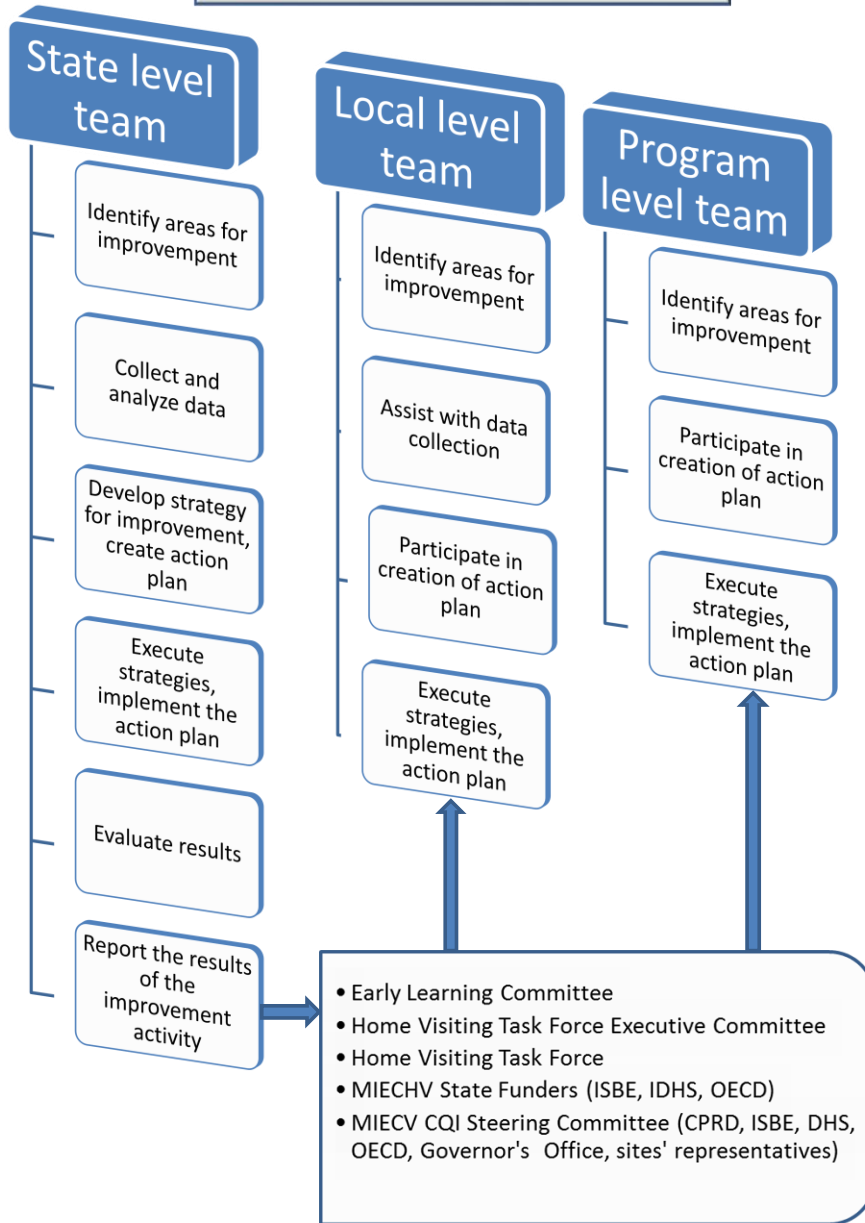 State level
team
Identify areas for
improvempent
Collect and
analyze data
Develop strategy
for improvement,
create action
plan
Execute
strategies,
implement the
action plan
Evaluate results
Report the results
of the
improvement
activity
Local level
team
Identify areas for
improvempent
Assist with data
collection
Participate in
creation of action
plan
Execute
strategies,
implement the
action plan
Program
level team
Identify areas for
improvempent
Participate in
creation of action
plan
Execute
strategies,
implement the
action plan
• Early Learning Committee
• Home Visiting Task Force Executive Committee
• Home Visiting Task Force
• MIECHV State Funders (ISBE, IDHS, OECD)
• MIECV CQI Steering Committee (CPRD, ISBE, DHS,
OECD, Governor's Office, sites' representatives)